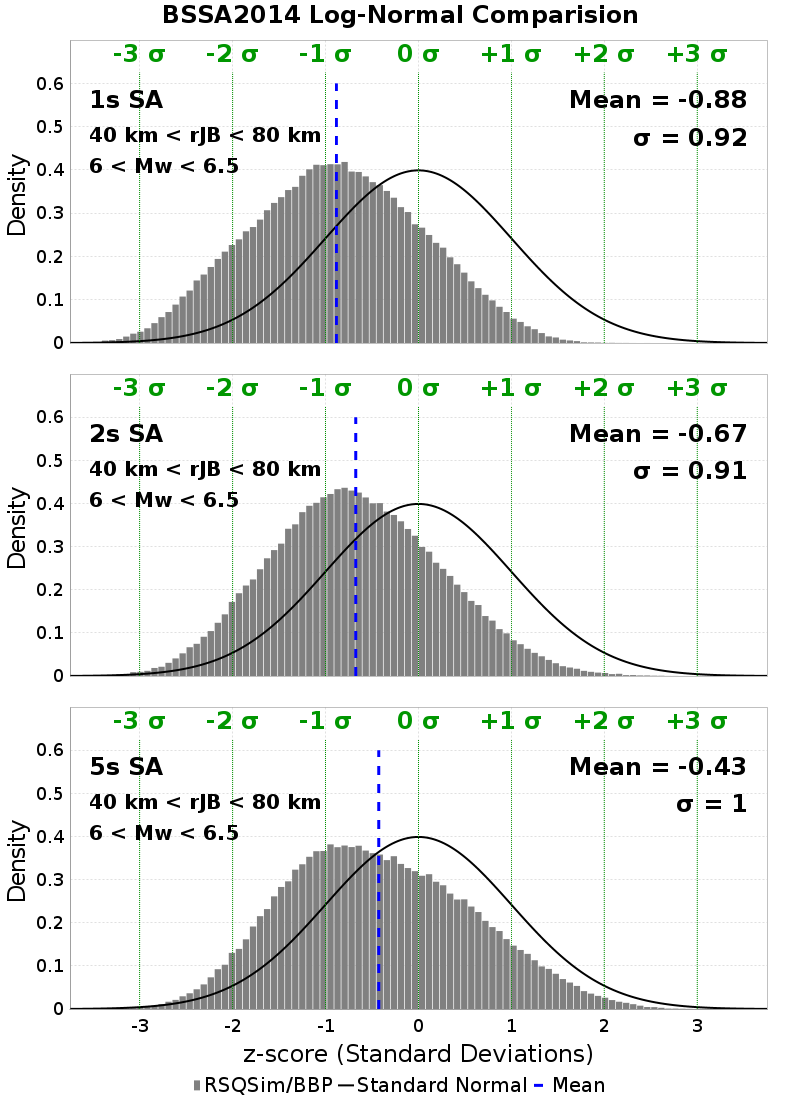 BSSA2014 Log-Normal Comparision
-3 σ -2 σ -1 σ 0 σ +1 σ +2 σ +3 σ
1s SA
40 km < rJB < 80 km
6 < Mw < 6.5
Mean = -0.88
σ = 0.92
Density
0.6
0.5
0.4
0.3
0.2
0.1
0
-3 σ -2 σ -1 σ 0 σ +1 σ +2 σ +3 σ
2s SA
40 km < rJB < 80 km
6 < Mw < 6.5
Mean = -0.67
σ = 0.91
Density
0.6
0.5
0.4
0.3
0.2
0.1
0
-3 σ -2 σ -1 σ 0 σ +1 σ +2 σ +3 σ
5s SA
40 km < rJB < 80 km
6 < Mw < 6.5
Mean = -0.43
σ = 1
Density
0.6
0.5
0.4
0.3
0.2
0.1
0
-3 -2 -1 0 1 2 3
z-score (Standard Deviations)
RSQSim/BBP Standard Normal Mean